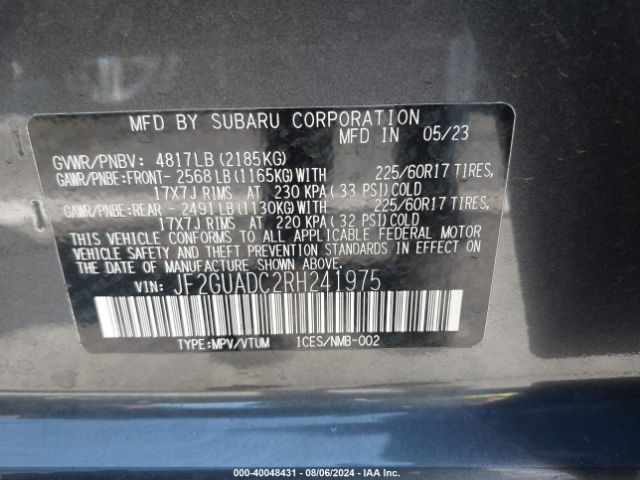 MFD BY SUBARU CORPORATION
MFD IN 05/23
GVWR/PNBV: 4817LB (2185KG)
GAWR/PNBE:FRONT- 2568LB(1165KG)WITH 225/60R17 TIRES,
17X7J RIMS AT 230 KPA (33 PSI)COLD
GAWR/PNBE:REAR - 2491LB(1130KG)WITH 225/60R17 TIRES,
17X7J RIMS AT 220 KPA (32 PSI)COLD
THIS VEHICLE CONFORMS TO ALL APPLICABLE FEDERAL MOTOR
VEHICLE SAFETY AND THEFT PREVENTION STANDARDS IN EFFECT ON
THE DATE OF MANUFACTURE SHOWN ABOVE.
VIN: JF2GUADC2RH241975
TYPE:MPV/VTUM ICES/NMB-002
000-40048431 - 08/06/2024 - IAA Inc.